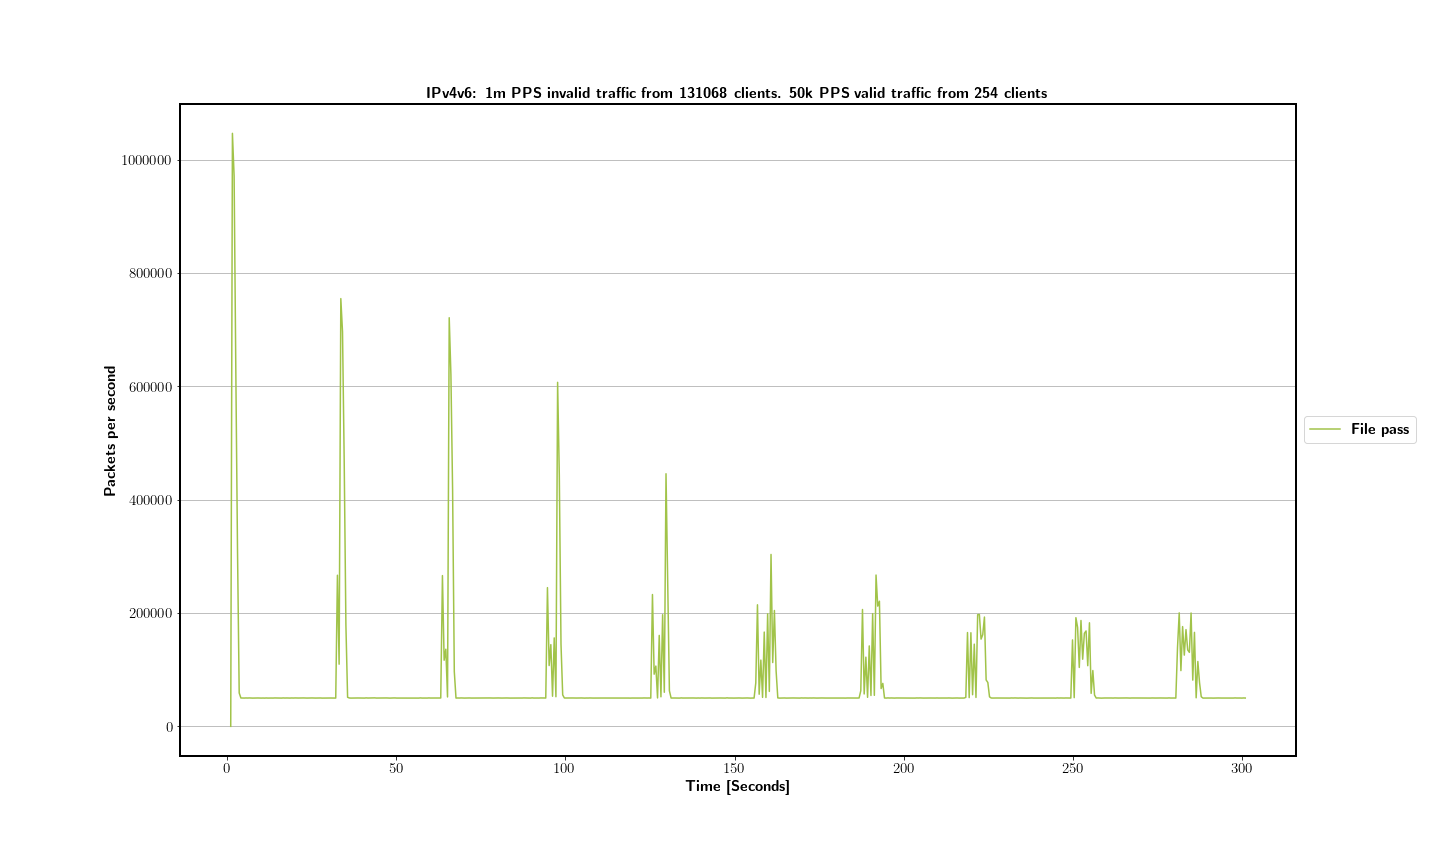 IPv4v6: 1m PPS invalid traffic from 131068 clients. 50k PPS valid traffic from 254 clients
1000000
800000
600000
400000
200000
0
Packets per second
File pass
0 50 100 150 200 250 300
Time [Seconds]